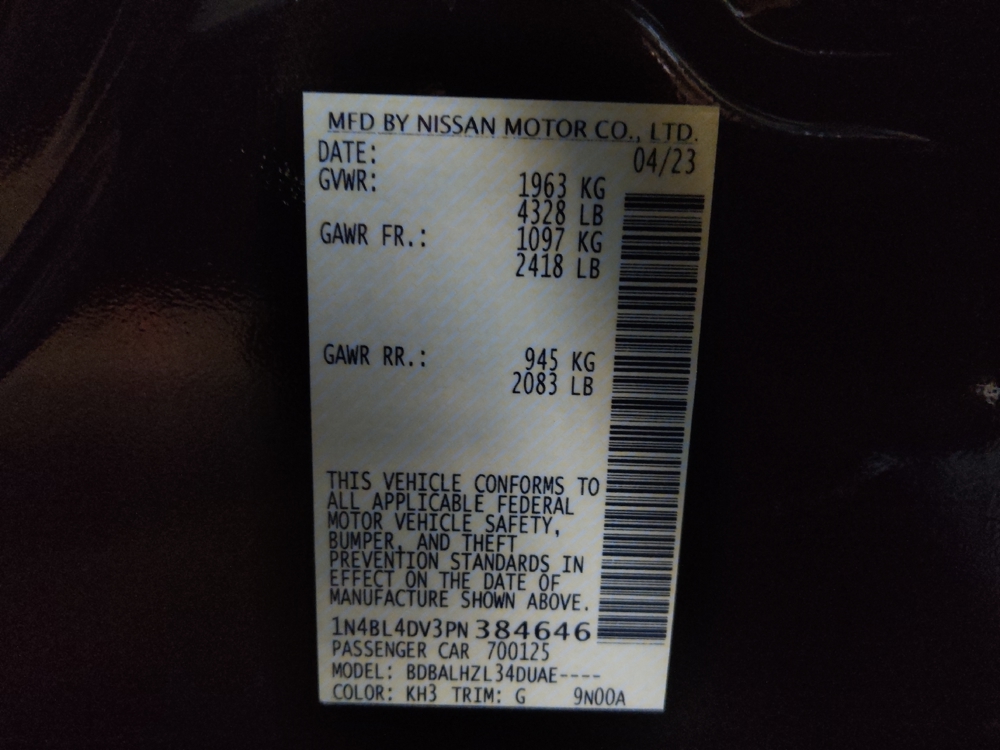 MFD BY NISSAN MOTOR CO., LTD.
DATE: 04/23
GVWR: 1963 KG
4328 LB
GAWR FR.: 1097 KG
2418 LB
GAWR RR.: 945 KG
2083 LB
THIS VEHICLE CONFORMS TO
ALL APPLICABLE FEDERAL
MOTOR VEHICLE SAFETY,
BUMPER, AND THEFT
PREVENTION STANDARDS IN
EFFECT ON THE DATE OF
MANUFACTURE SHOWN ABOVE.
1N4BL4DV3PN384646
PASSENGER CAR 700125
MODEL: BDBALHZL34DUAE----
COLOR: KH3 TRIM: G 9N00A